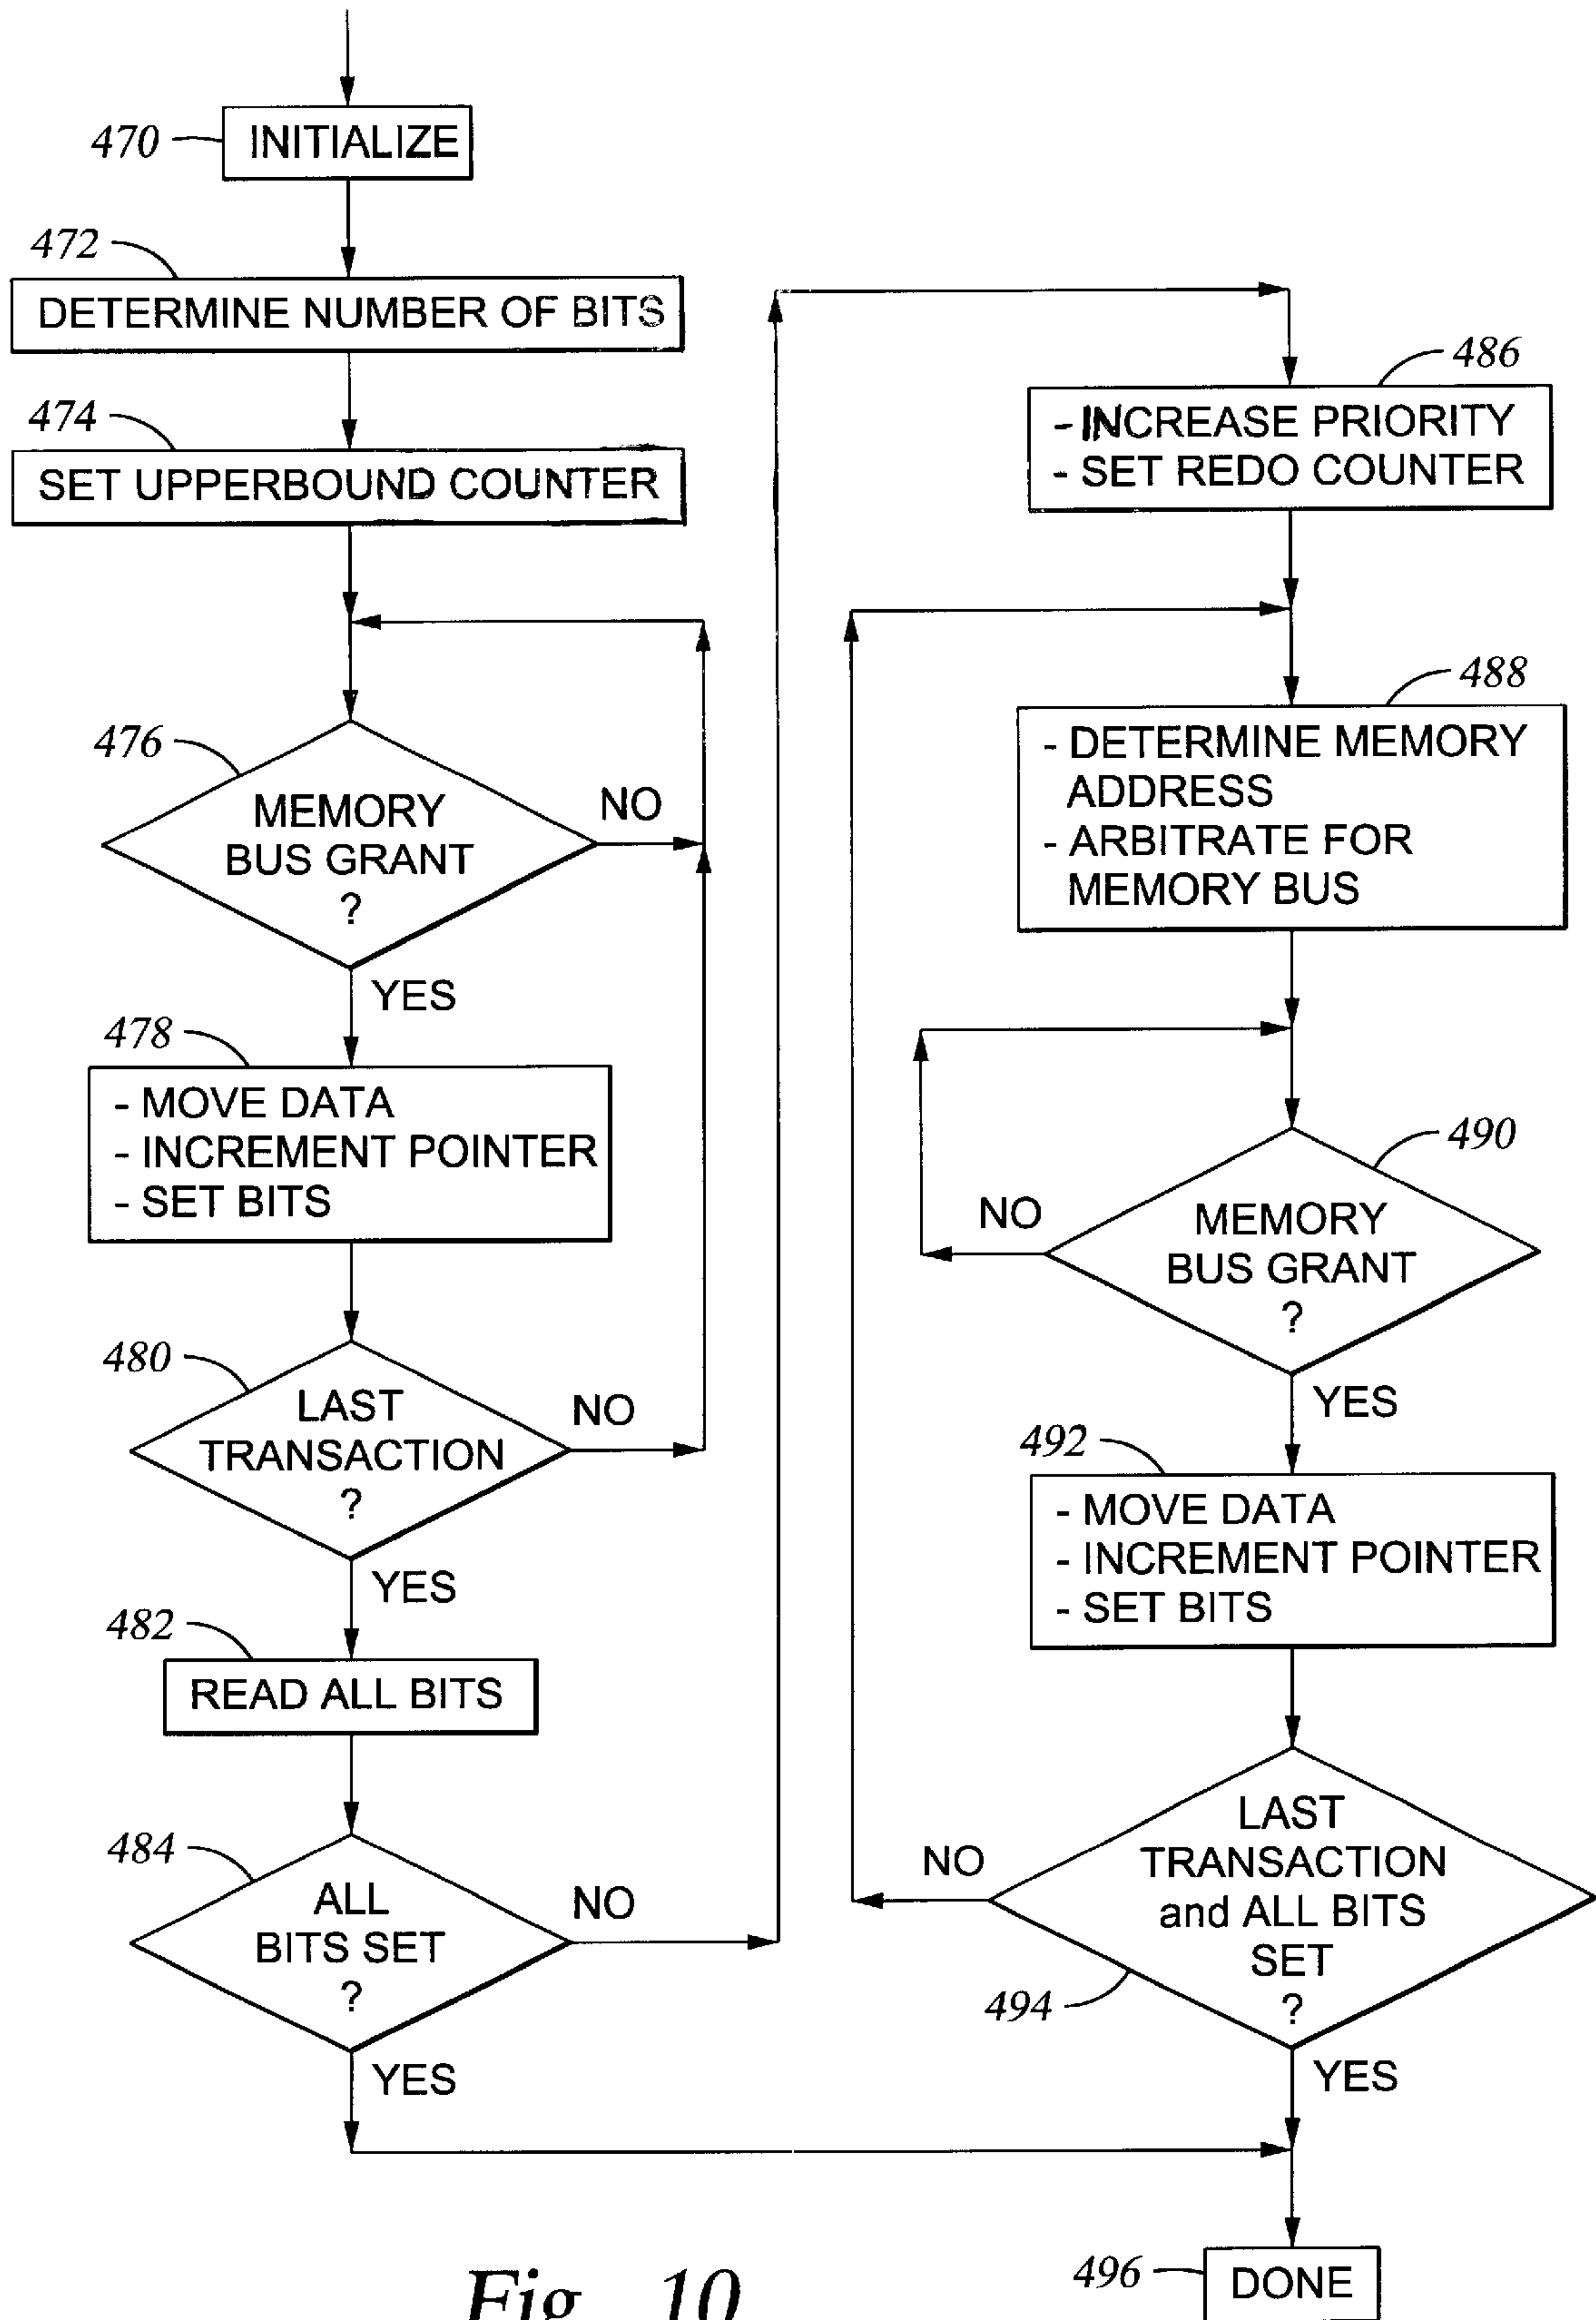 470
INITIALIZE
472
DETERMINE NUMBER OF BITS
474
SET UPPERBOUND COUNTER
476
MEMORY
BUS GRANT
?
NO
YES
478
- MOVE DATA
- INCREMENT POINTER
- SET BITS
480
LAST
TRANSACTION
?
NO
YES
482
READ ALL BITS
484
ALL
BITS SET
?
NO
YES
486
- INCREASE PRIORITY
- SET REDO COUNTER
488
- DETERMINE MEMORY
ADDRESS
- ARBITRATE FOR
MEMORY BUS
490
MEMORY
BUS GRANT
?
NO
YES
492
- MOVE DATA
- INCREMENT POINTER
- SET BITS
494
LAST
TRANSACTION
and ALL BITS
SET
?
NO
YES
496
DONE
Fig. 10